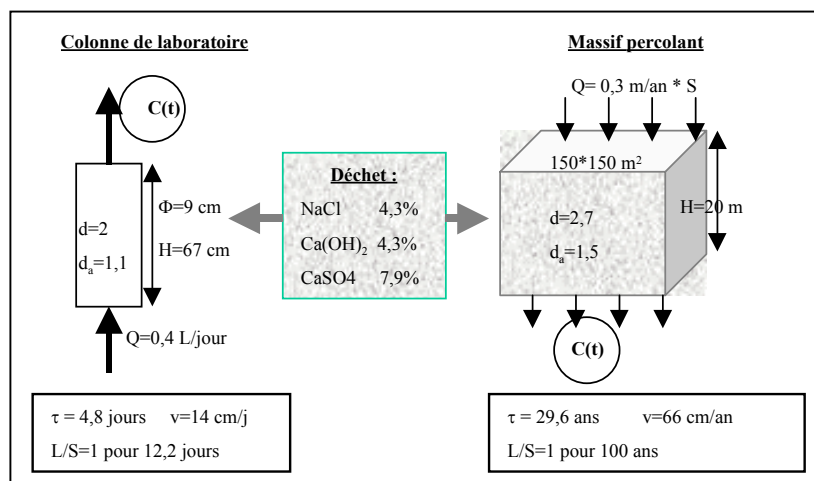 Colonne de laboratoire
C(t)
Φ=9 cm
H=67 cm
d=2
dₐ=1,1
Q=0,4 L/jour
τ = 4,8 jours v=14 cm/j
L/S=1 pour 12,2 jours
Déchet :
NaCl 4,3%
Ca(OH)₂ 4,3%
CaSO4 7,9%
Massif percolant
Q= 0,3 m/an * S
150*150 m²
H=20 m
d=2,7
dₐ=1,5
C(t)
τ = 29,6 ans v=66 cm/an
L/S=1 pour 100 ans